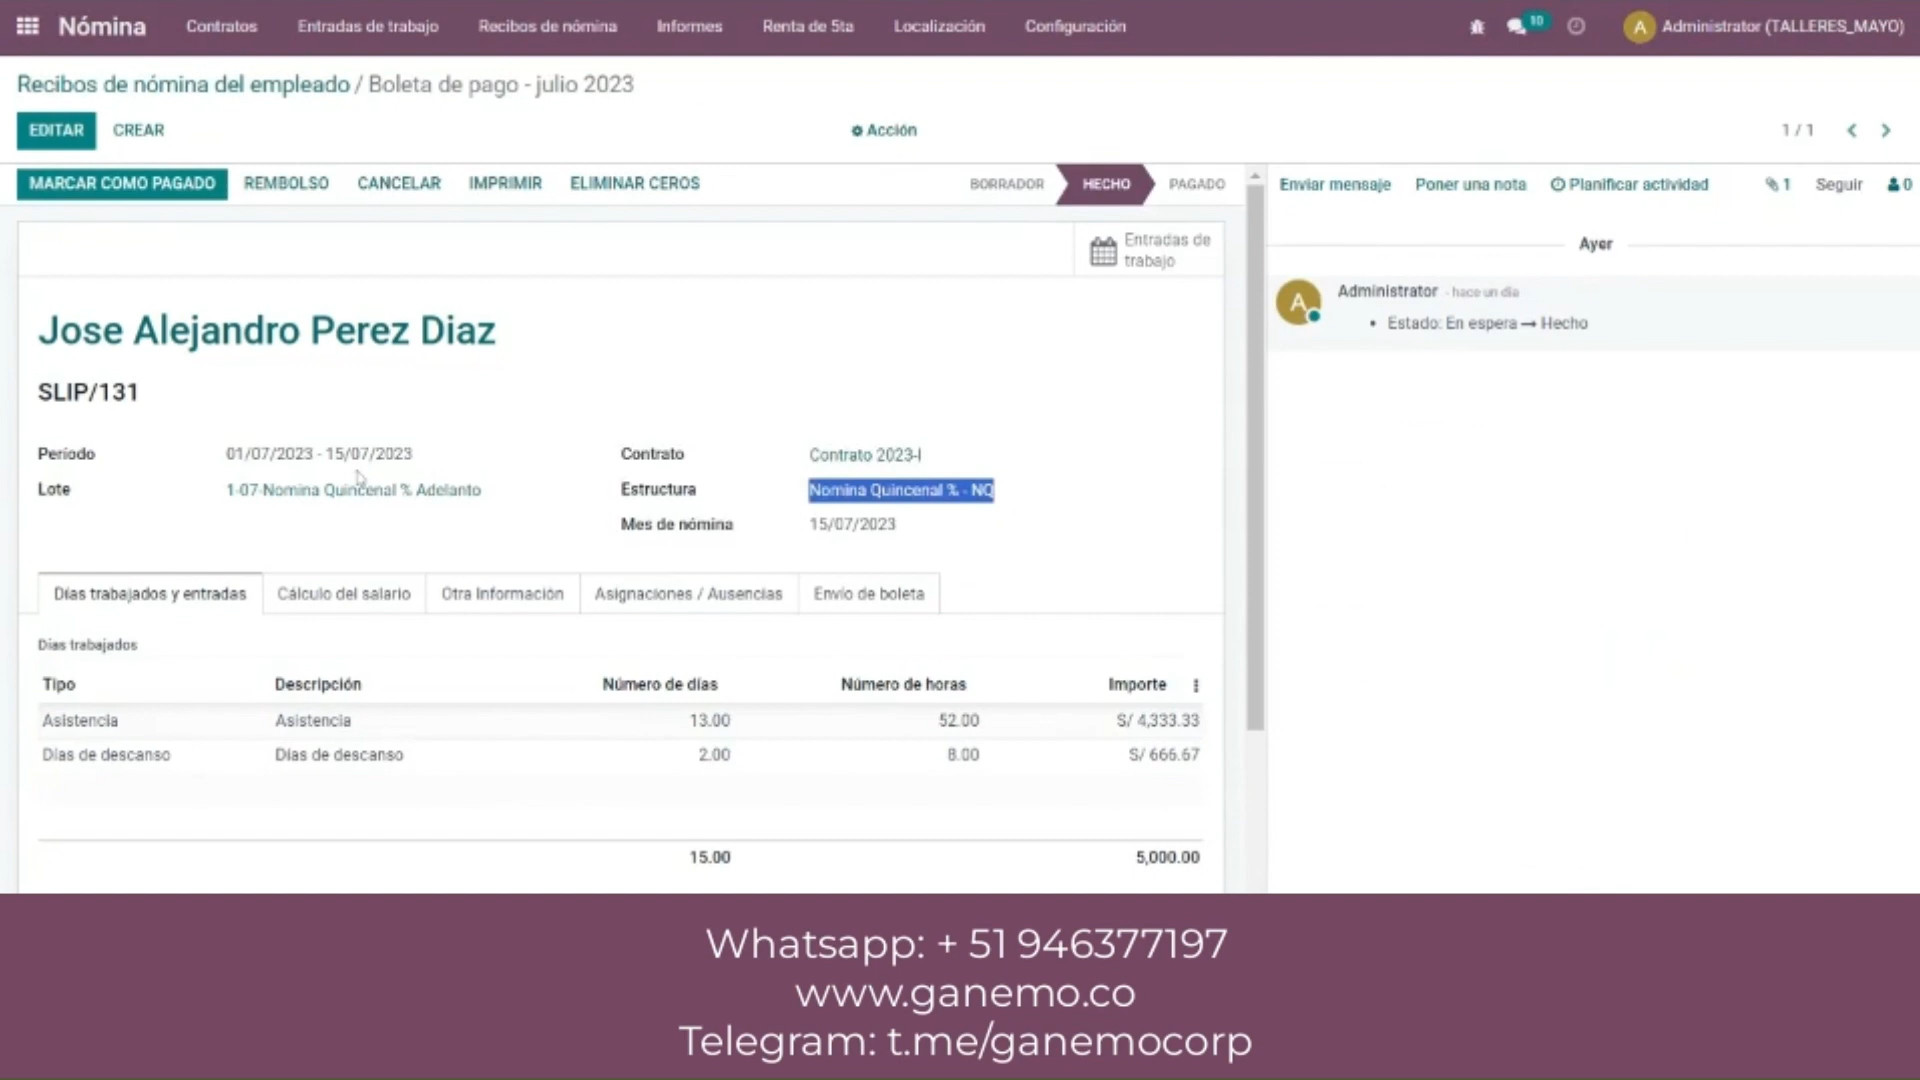 Nómina Contratos Entradas de trabajo Recibos de nómina Informes Renta de 5ta Localización Configuración 10 A Administrator (TALLERES_MAYO)
Recibos de nómina del empleado / Boleta de pago - julio 2023
EDITAR CREAR Acción 1 / 1
MARCAR COMO PAGADO REMBOLSO CANCELAR IMPRIMIR ELIMINAR CEROS BORRADOR HECHO PAGADO
Enviar mensaje Poner una nota Planificar actividad 1 Seguir 0
Entradas de
trabajo
Ayer
A Administrator - hace un día
• Estado: En espera → Hecho
Jose Alejandro Perez Diaz
SLIP/131
Periodo 01/07/2023 - 15/07/2023 Contrato Contrato 2023-I
Lote 1-07-Nomina Quincenal % Adelanto Estructura Nomina Quincenal % - NQ
Mes de nómina 15/07/2023
Días trabajados y entradas Cálculo del salario Otra Información Asignaciones / Ausencias Envío de boleta
Días trabajados
Tipo Descripción Número de días Número de horas Importe
Asistencia Asistencia 13.00 52.00 S/ 4,333.33
Días de descanso Días de descanso 2.00 8.00 S/ 666.67
15.00 5,000.00
Whatsapp: + 51 946377197
www.ganemo.co
Telegram: t.me/ganemocorp